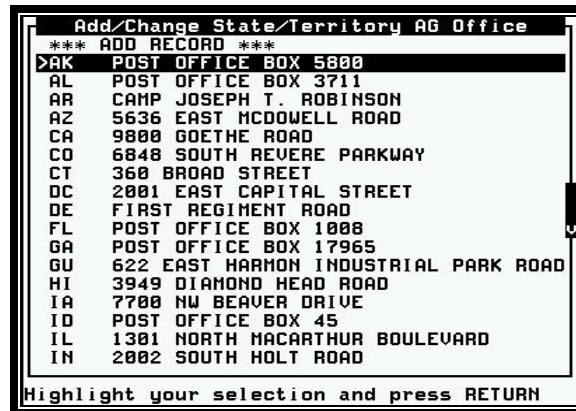 Add/Change State/Territory AG Office
*** ADD RECORD ***
>AK POST OFFICE BOX 5800
AL POST OFFICE BOX 3711
AR CAMP JOSEPH T. ROBINSON
AZ 5636 EAST MCDOWELL ROAD
CA 9800 GOETHE ROAD
CO 6848 SOUTH REVERE PARKWAY
CT 360 BROAD STREET
DC 2001 EAST CAPITAL STREET
DE FIRST REGIMENT ROAD
FL POST OFFICE BOX 1008
GA POST OFFICE BOX 17965
GU 622 EAST HARMON INDUSTRIAL PARK ROAD
HI 3949 DIAMOND HEAD ROAD
IA 7700 NW BEAVER DRIVE
ID POST OFFICE BOX 45
IL 1301 NORTH MACARTHUR BOULEVARD
IN 2002 SOUTH HOLT ROAD
Highlight your selection and press RETURN